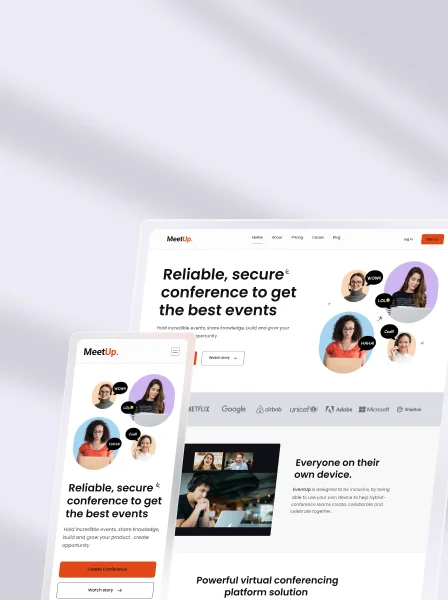 MeetUp.
Home About Pricing Career Blog
Log in
Sign Up
Reliable, secure
conference to get
the best events
Hold incredible events, share knowledge, build and grow your
opportunity
Watch story →
WOW!!
LOL
Cool!
NETFLIX Google airbnb unicef Adobe Microsoft
Everyone on their
own device.
EventUp is designed to be inclusive, by being
able to use your own device to help hybrid-
conference teams create, collaborate and
celebrate together.
Powerful virtual conferencing
platform solution
MeetUp.
WOW!!
LOL
Cool!
Reliable, secure
conference to get
the best events
Hold incredible events, share knowledge,
build and grow your product , create
opportunity
Create Conference
Watch story →